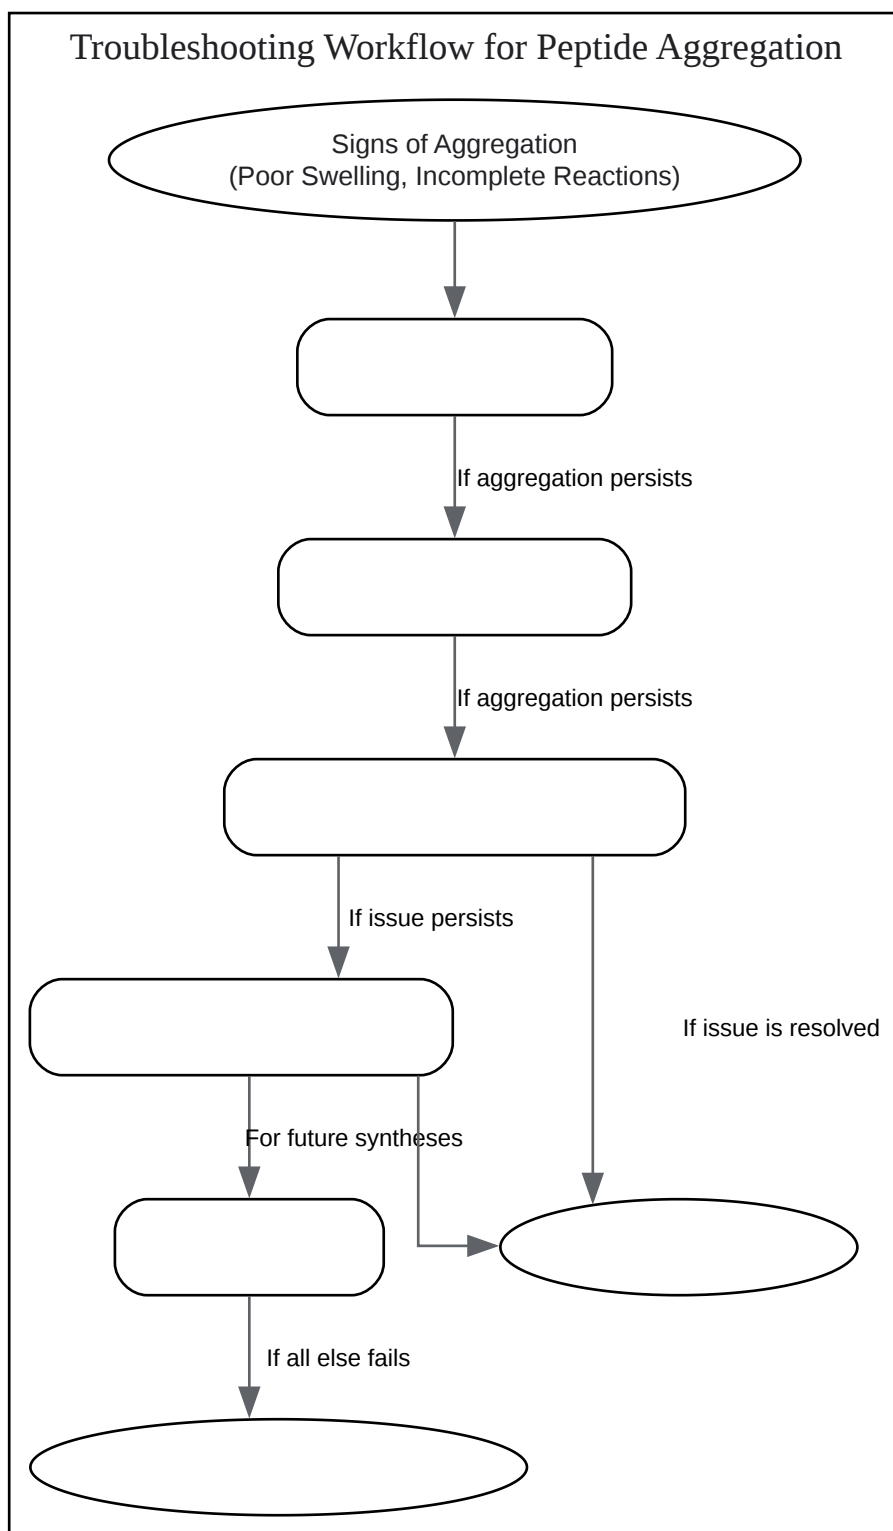 Troubleshooting Workflow for Peptide Aggregation
Signs of Aggregation
(Poor Swelling, Incomplete Reactions)
If aggregation persists
If aggregation persists
If issue persists
If issue is resolved
For future syntheses
If all else fails